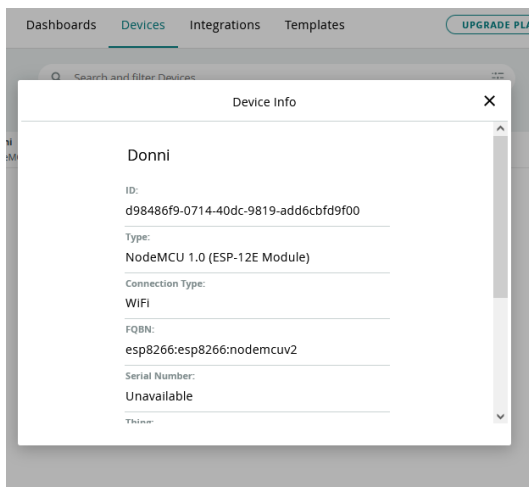 Dashboards Devices Integrations Templates UPGRADE PLA
Search and filter Devices
Device Info
Donni
ID:
d98486f9-0714-40dc-9819-add6cbfd9f00
Type:
NodeMCU 1.0 (ESP-12E Module)
Connection Type:
WiFi
FQBN:
esp8266:esp8266:nodemcuv2
Serial Number:
Unavailable
Thing: